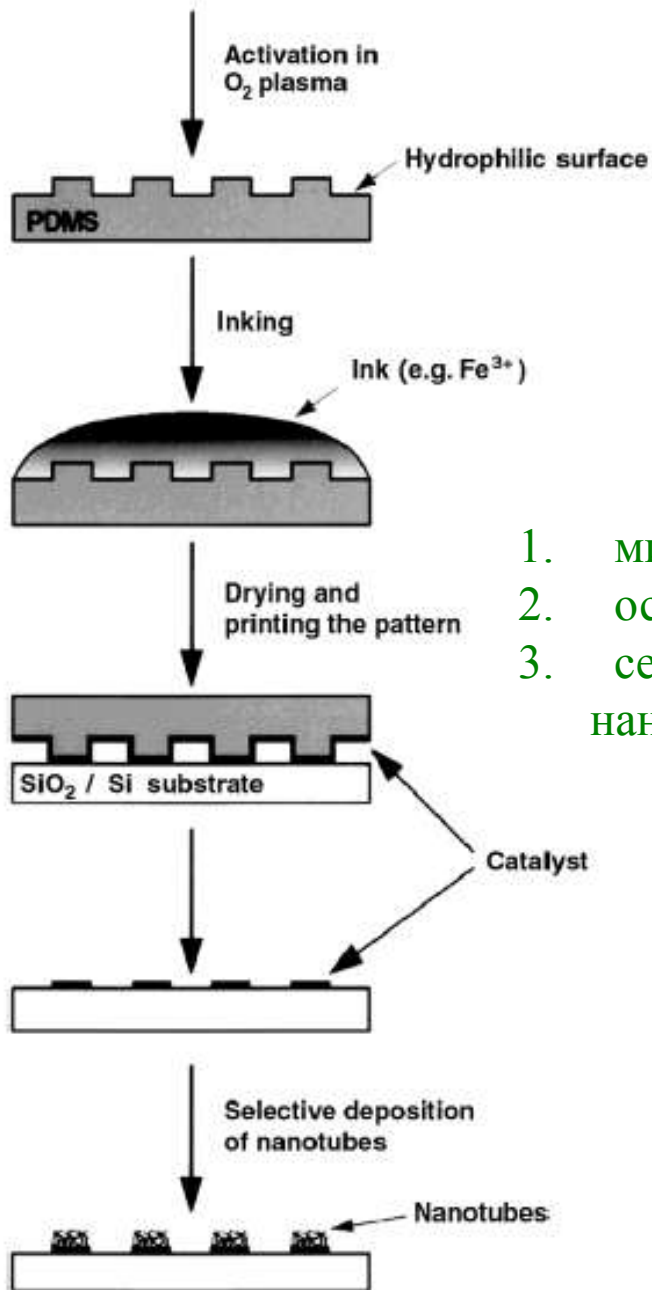 Activation in
O₂ plasma
Hydrophilic surface
PDMS
Inking
Ink (e.g. Fe³⁺)
Drying and
printing the pattern
1.
2.
3.
SiO₂ / Si substrate
Catalyst
Selective deposition
of nanotubes
Nanotubes